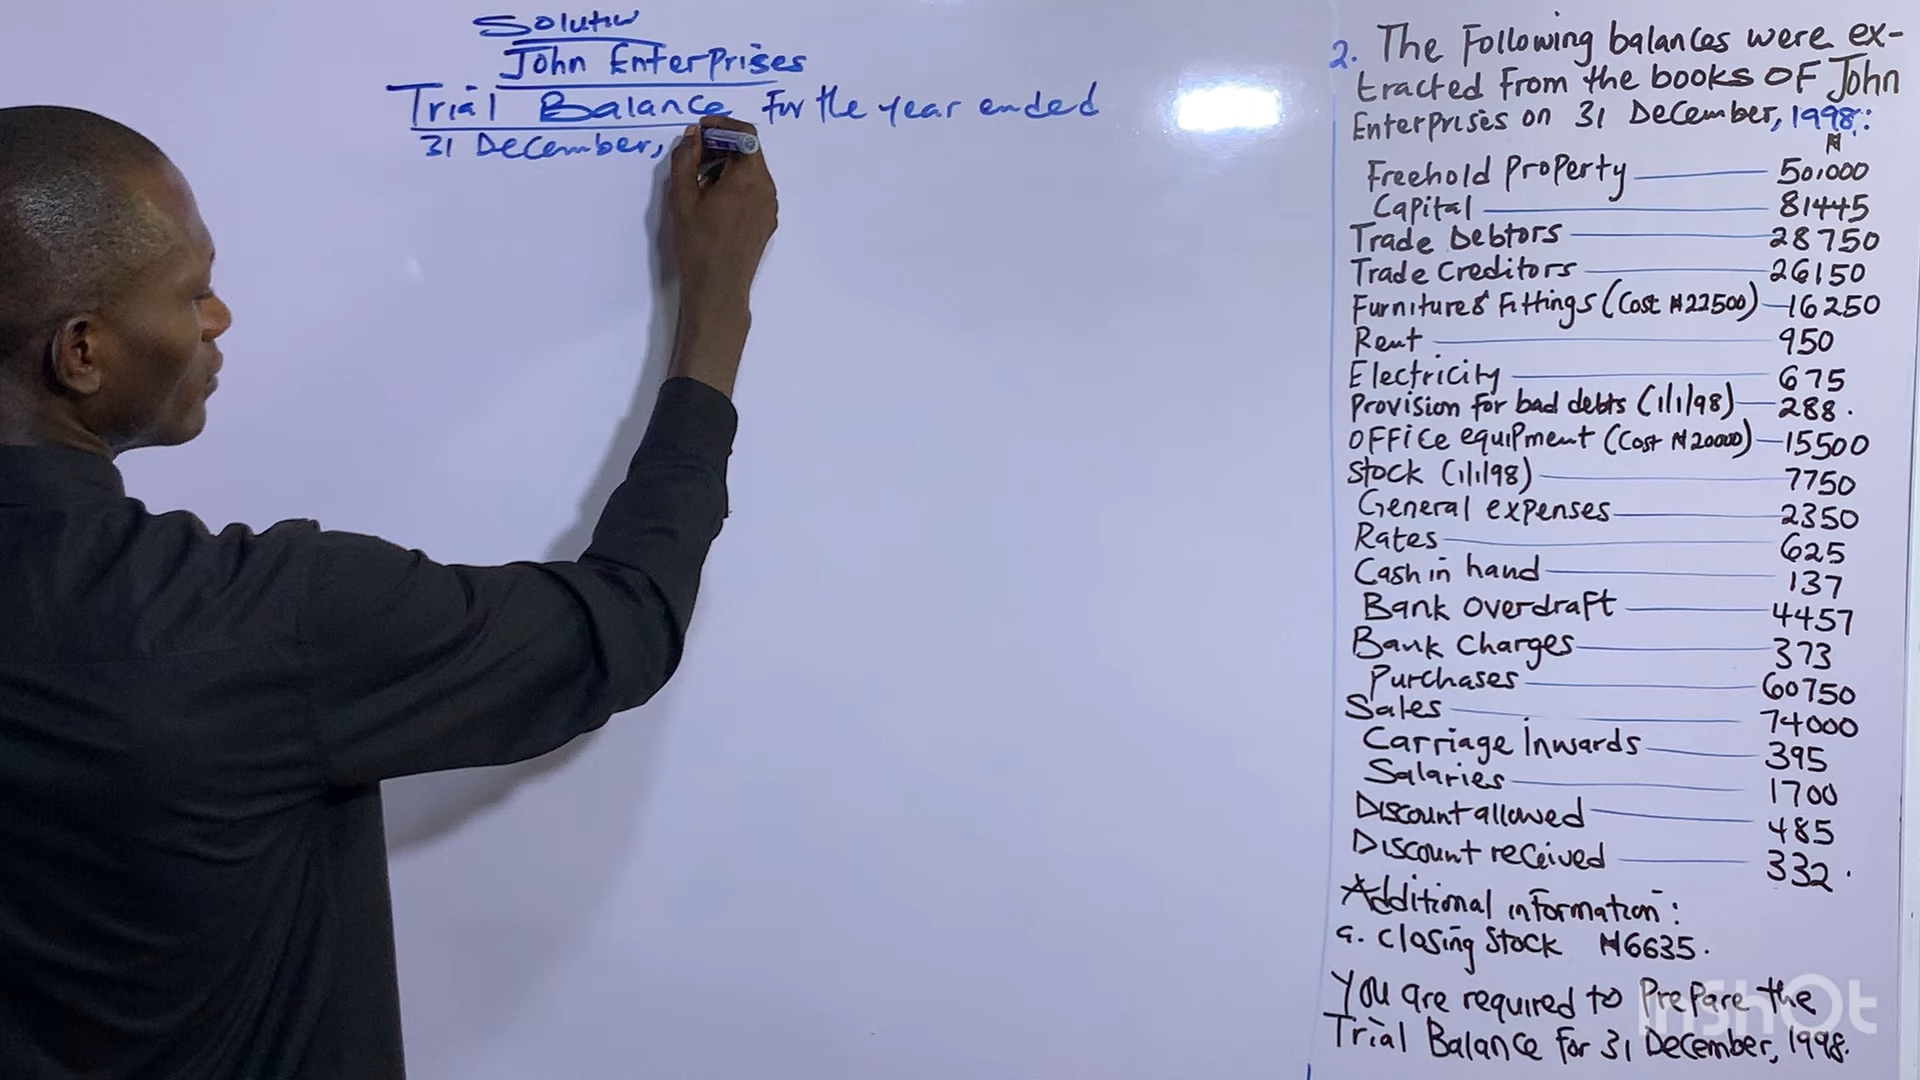 Solution
John Enterprises
Trial Balance For the year ended
31 December,
2. The Following balances were ex-
tracted From the books OF John
Enterprises on 31 December, 1998:
₦
Freehold Property 50,000
Capital 81445
Trade Debtors 28750
Trade Creditors 26150
Furniture & Fittings (Cost ₦22500) 16250
Rent 950
Electricity 675
Provision For bad debts (1/1/98) 288.
OFFice equipment (Cost ₦20000) 15500
Stock (1/1/98) 7750
General expenses 2350
Rates 625
Cash in hand 137
Bank Overdraft 4457
Bank Charges 373
Purchases 60750
Sales 74000
Carriage Inwards 395
Salaries 1700
Discount allowed 485
Discount received 332.
Additional information:
a. Closing Stock ₦6635.
You are required to Prepare the
Trial Balance For 31 December, 1998.
InShOt